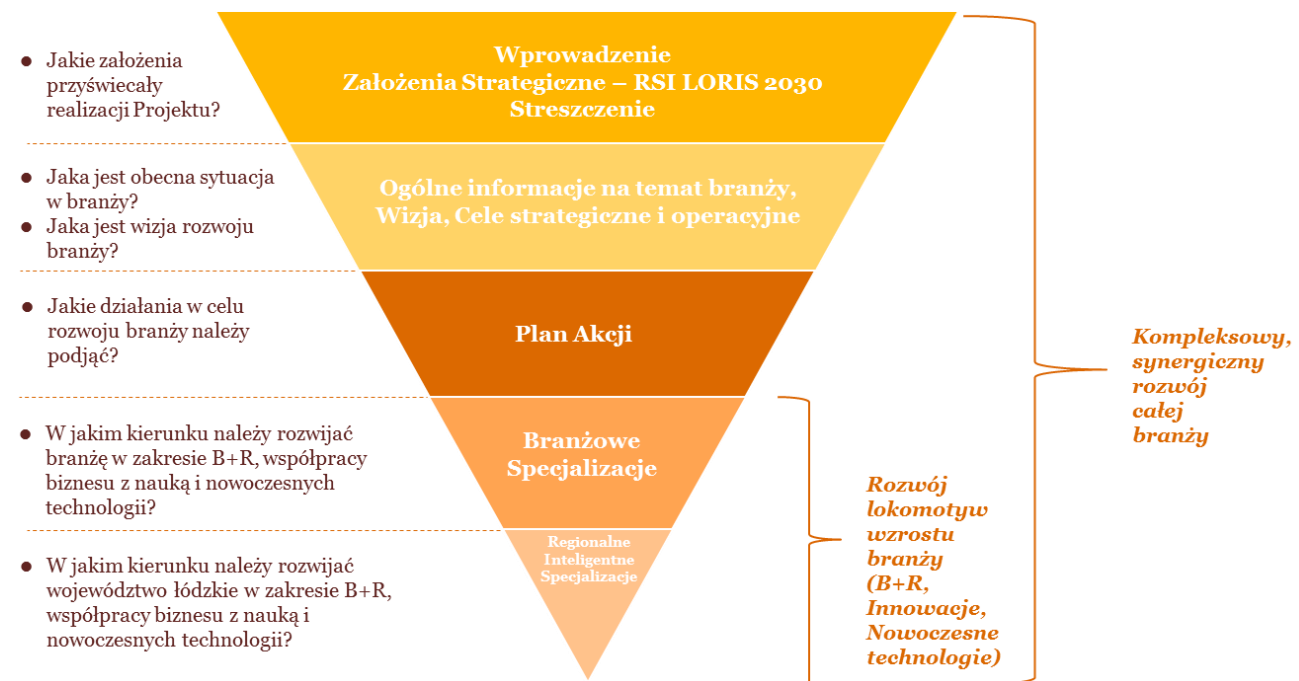 Wprowadzenie
Założenia Strategiczne – RSI LORIS 2030
Streszczenie
● Jakie założenia
przyświecały
realizacji Projektu?
Ogólne informacje na temat branży,
Wizja, Cele strategiczne i operacyjne
● Jaka jest obecna sytuacja
w branży?
● Jaka jest wizja rozwoju
branży?
Plan Akcji
● Jakie działania w celu
rozwoju branży należy
podjąć?
Branżowe
Specjalizacje
● W jakim kierunku należy rozwijać
branżę w zakresie B+R, współpracy
biznesu z nauką i nowoczesnych
technologii?
Regionalne
Inteligentne
Specjalizacje
● W jakim kierunku należy rozwijać
województwo łódzkie w zakresie B+R,
współpracy biznesu z nauką i
nowoczesnych technologii?
Rozwój
lokomotyw
wzrostu
branży
(B+R,
Innowacje,
Nowoczesne
technologie)
Kompleksowy,
synergiczny
rozwój
całej
branży